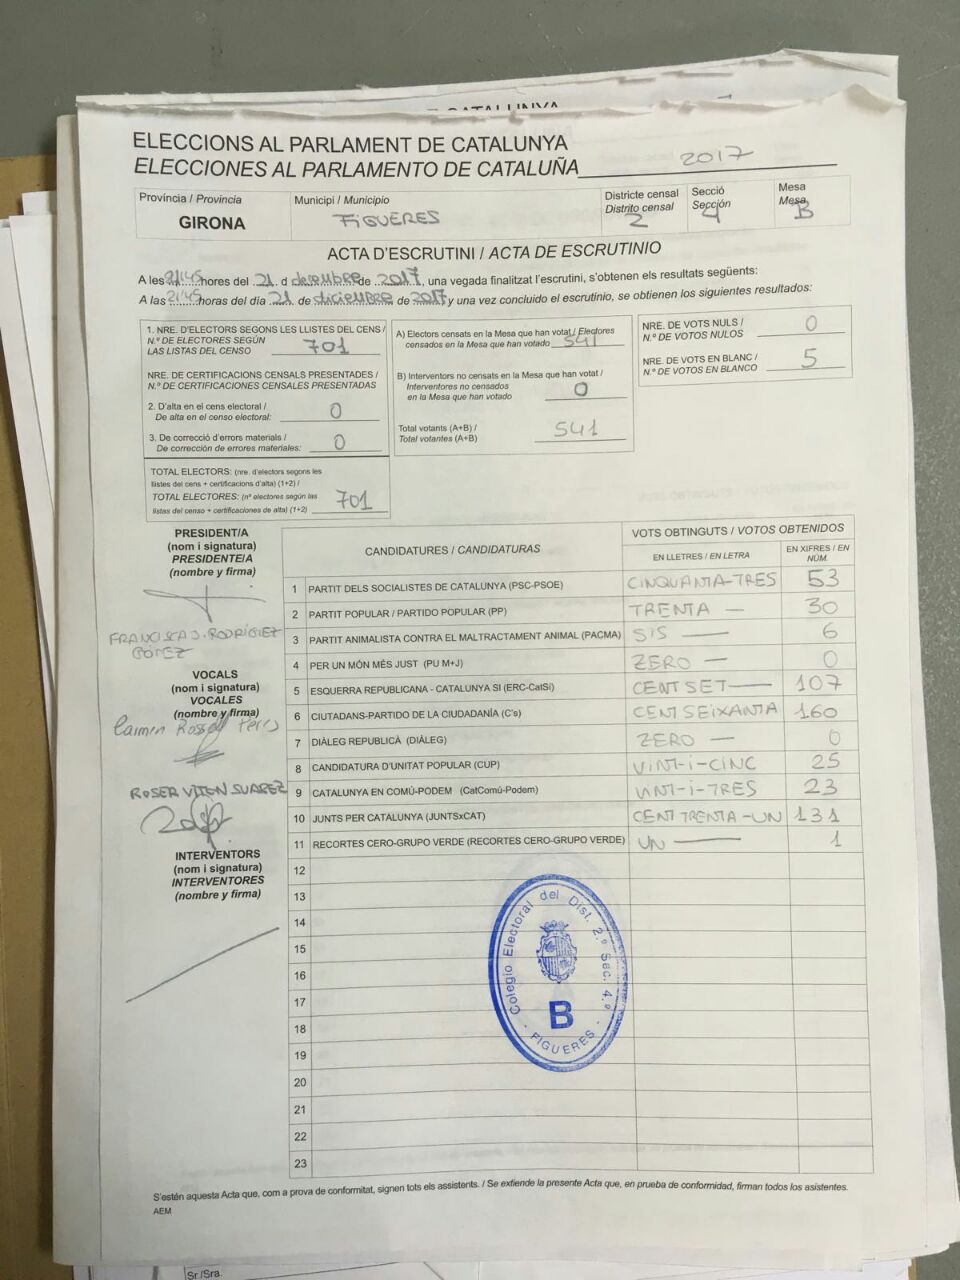 E CATALUNYA
ELECCIONS AL PARLAMENT DE CATALUNYA
ELECCIONES AL PARLAMENTO DE CATALUÑA 2017
Província / Provincia
GIRONA
Municipi / Municipio
FIGUERES
Districte censal
Distrito censal
2
Secció
Sección
4
Mesa
Mesa
B
ACTA D'ESCRUTINI / ACTA DE ESCRUTINIO
A les 21:45 hores del 21 d desembre de 2017, una vegada finalitzat l'escrutini, s'obtenen els resultats següents:
A las 21:45 horas del día 21 de diciembre de 2017 y una vez concluido el escrutinio, se obtienen los siguientes resultados:
1. NRE. D'ELECTORS SEGONS LES LLISTES DEL CENS /
N.º DE ELECTORES SEGÚN
LAS LISTAS DEL CENSO 701
NRE. DE CERTIFICACIONS CENSALS PRESENTADES /
N.º DE CERTIFICACIONES CENSALES PRESENTADAS
2. D'alta en el cens electoral /
De alta en el censo electoral: 0
3. De correcció d'errors materials /
De corrección de errores materiales: 0
TOTAL ELECTORS: (nre. d'electors segons les
llistes del cens + certificacions d'alta) (1+2) /
TOTAL ELECTORES: (nº electores según las
listas del censo + certificaciones de alta) (1+2) 701
A) Electors censats en la Mesa que han votat / Electores
censados en la Mesa que han votado 541
B) Interventors no censats en la Mesa que han votat /
Interventores no censados
en la Mesa que han votado 0
Total votants (A+B) /
Total votantes (A+B) 541
NRE. DE VOTS NULS /
N.º DE VOTOS NULOS 0
NRE. DE VOTS EN BLANC /
N.º DE VOTOS EN BLANCO 5
PRESIDENT/A
(nom i signatura)
PRESIDENTE/A
(nombre y firma)
FRANCISCA J. RODRÍGUEZ
GÓMEZ
VOCALS
(nom i signatura)
VOCALES
(nombre y firma)
Carmen
ROSER SUAREZ
INTERVENTORS
(nom i signatura)
INTERVENTORES
(nombre y firma)
CANDIDATURES / CANDIDATURAS
VOTS OBTINGUTS / VOTOS OBTENIDOS
EN LLETRES / EN LETRA
EN XIFRES / EN NÚM.
1 PARTIT DELS SOCIALISTES DE CATALUNYA (PSC-PSOE) CINQUANTA-TRES 53
2 PARTIT POPULAR / PARTIDO POPULAR (PP) TRENTA — 30
3 PARTIT ANIMALISTA CONTRA EL MALTRACTAMENT ANIMAL (PACMA) SIS — 6
4 PER UN MÓN MÉS JUST (PU M+J) ZERO — 0
5 ESQUERRA REPUBLICANA - CATALUNYA SI (ERC-CatSi) CENT SET — 107
6 CIUTADANS-PARTIDO DE LA CIUDADANÍA (C's) CENT SEIXANTA 160
7 DIÀLEG REPUBLICÀ (DIÀLEG) ZERO — 0
8 CANDIDATURA D'UNITAT POPULAR (CUP) VINT-I-CINC 25
9 CATALUNYA EN COMÚ-PODEM (CatComú-Podem) VINT-I-TRES 23
10 JUNTS PER CATALUNYA (JUNTSxCAT) CENT TRENTA-UN 131
11 RECORTES CERO-GRUPO VERDE (RECORTES CERO-GRUPO VERDE) UN — 1
12
13
14
15
16
17
18
19
20
21
22
23
Colegio Electoral del Dist. 2.º Sec. 4.º
B
- FIGUERES -
S'estén aquesta Acta que, com a prova de conformitat, signen tots els assistents. / Se extiende la presente Acta que, en prueba de conformidad, firman todos los asistentes.
AEM
Sr./Sra.